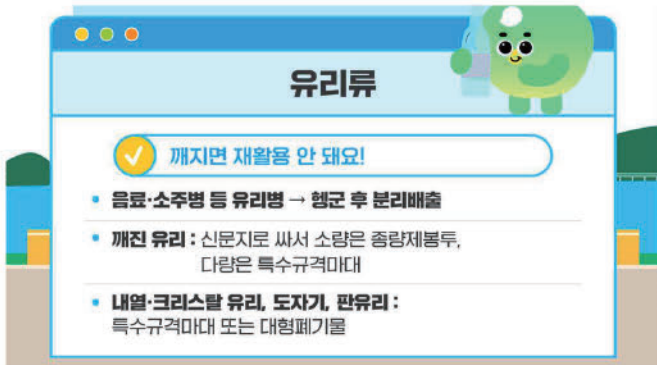 유리류
깨지면 재활용 안 돼요!
• 음료·소주병 등 유리병 → 헹군 후 분리배출
• 깨진 유리 : 신문지로 싸서 소량은 종량제봉투,
다량은 특수규격마대
• 내열·크리스탈 유리, 도자기, 판유리 :
특수규격마대 또는 대형폐기물